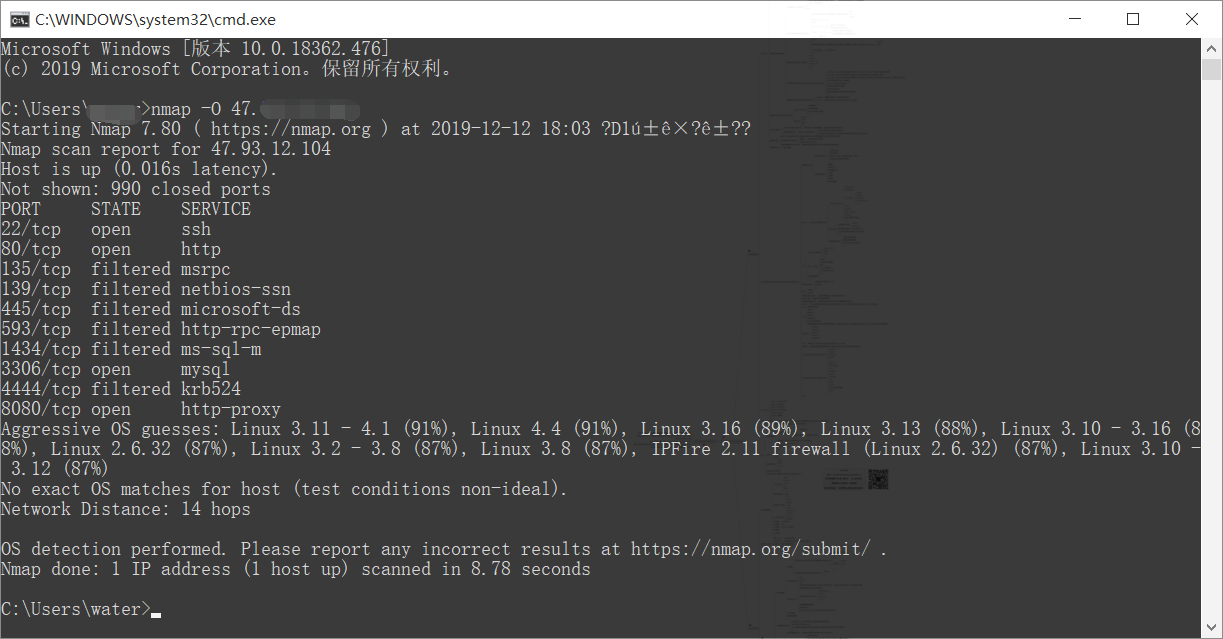 C:\WINDOWS\system32\cmd.exe
Microsoft Windows [版本 10.0.18362.476]
(c) 2019 Microsoft Corporation。保留所有权利。
C:\Users\ >nmap -O 47.
Starting Nmap 7.80 ( https://nmap.org ) at 2019-12-12 18:03 ?D1ú±ê×?ê±??
Nmap scan report for 47.93.12.104
Host is up (0.016s latency).
Not shown: 990 closed ports
PORT     STATE    SERVICE
22/tcp   open     ssh
80/tcp   open     http
135/tcp  filtered msrpc
139/tcp  filtered netbios-ssn
445/tcp  filtered microsoft-ds
593/tcp  filtered http-rpc-epmap
1434/tcp filtered ms-sql-m
3306/tcp open     mysql
4444/tcp filtered krb524
8080/tcp open     http-proxy
Aggressive OS guesses: Linux 3.11 - 4.1 (91%), Linux 4.4 (91%), Linux 3.16 (89%), Linux 3.13 (88%), Linux 3.10 - 3.16 (8
8%), Linux 2.6.32 (87%), Linux 3.2 - 3.8 (87%), Linux 3.8 (87%), IPFire 2.11 firewall (Linux 2.6.32) (87%), Linux 3.10 -
 3.12 (87%)
No exact OS matches for host (test conditions non-ideal).
Network Distance: 14 hops
OS detection performed. Please report any incorrect results at https://nmap.org/submit/ .
Nmap done: 1 IP address (1 host up) scanned in 8.78 seconds
C:\Users\water>